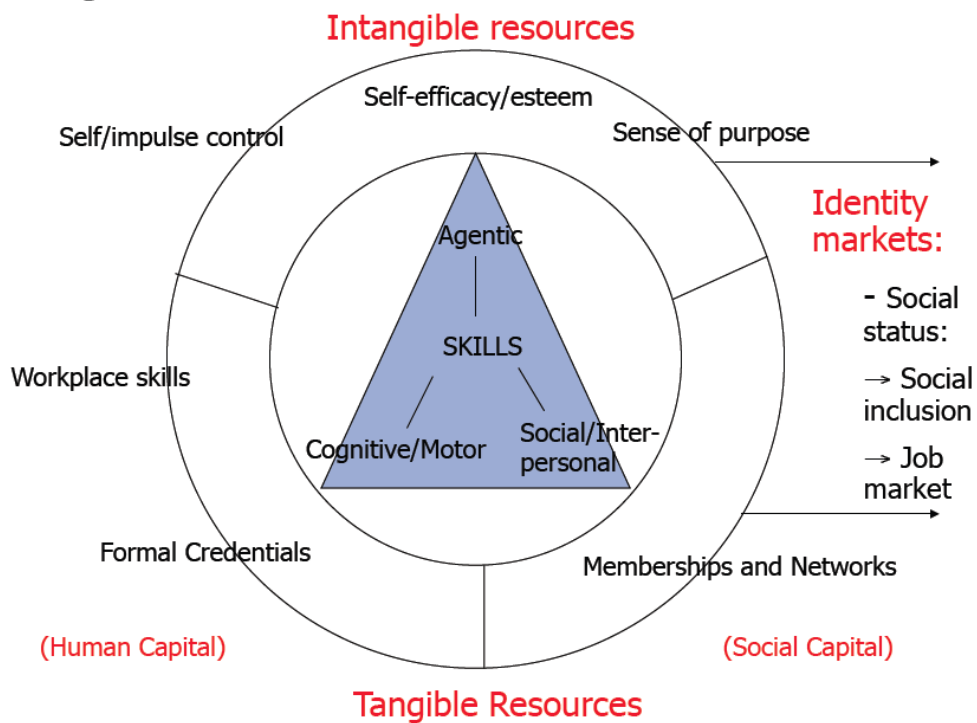 Intangible resources
Self-efficacy/esteem
Self/impulse control
Sense of purpose
Identity
markets:
Agentic
- Social
status:
SKILLS
Workplace skills
→ Social
inclusion
Cognitive/Motor
Social/Inter-
personal
→ Job
market
Formal Credentials
Memberships and Networks
(Human Capital)
(Social Capital)
Tangible Resources